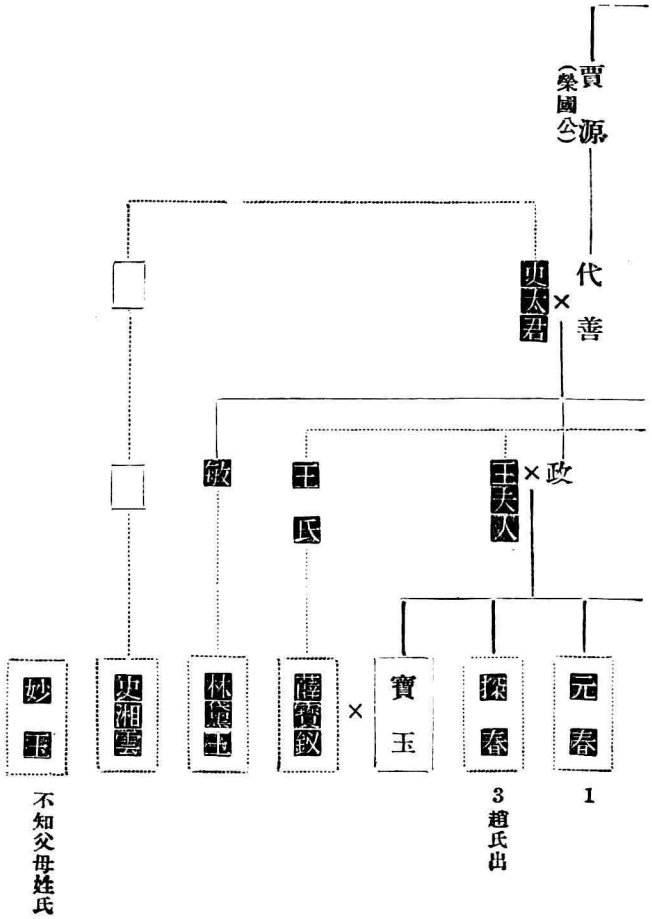 賈源
(榮國公)
代善
×
史太君
政
×
王夫人
王氏
敏
元春
1
探春
3 趙氏出
寶玉
×
薛寶釵
林黛玉
史湘雲
妙玉
不知父母姓氏